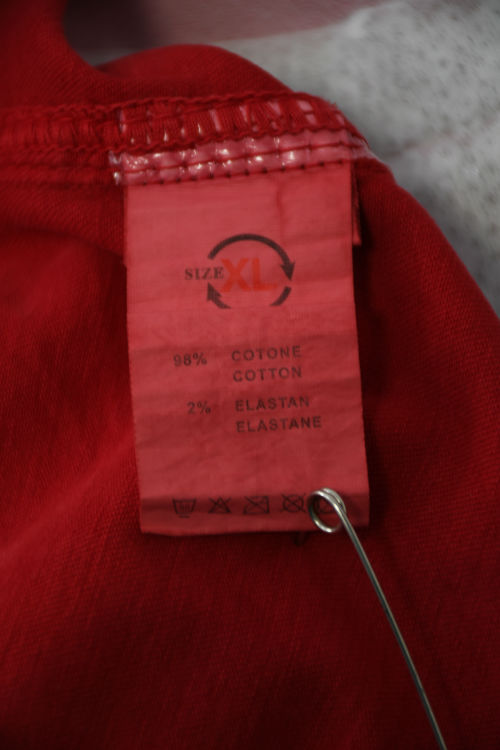 SIZE XL
98% COTONE
COTTON
2% ELASTAN
ELASTANE